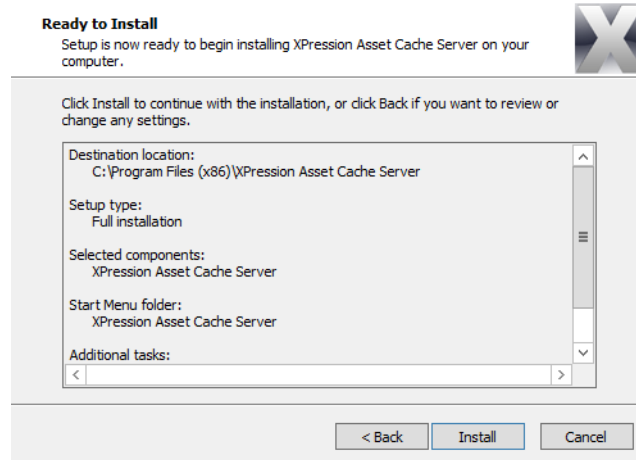 Ready to Install
Setup is now ready to begin installing XPression Asset Cache Server on your
computer.
Click Install to continue with the installation, or click Back if you want to review or
change any settings.
Destination location:
C:\Program Files (x86)\XPression Asset Cache Server
Setup type:
Full installation
Selected components:
XPression Asset Cache Server
Start Menu folder:
XPression Asset Cache Server
Additional tasks:
< Back
Install
Cancel